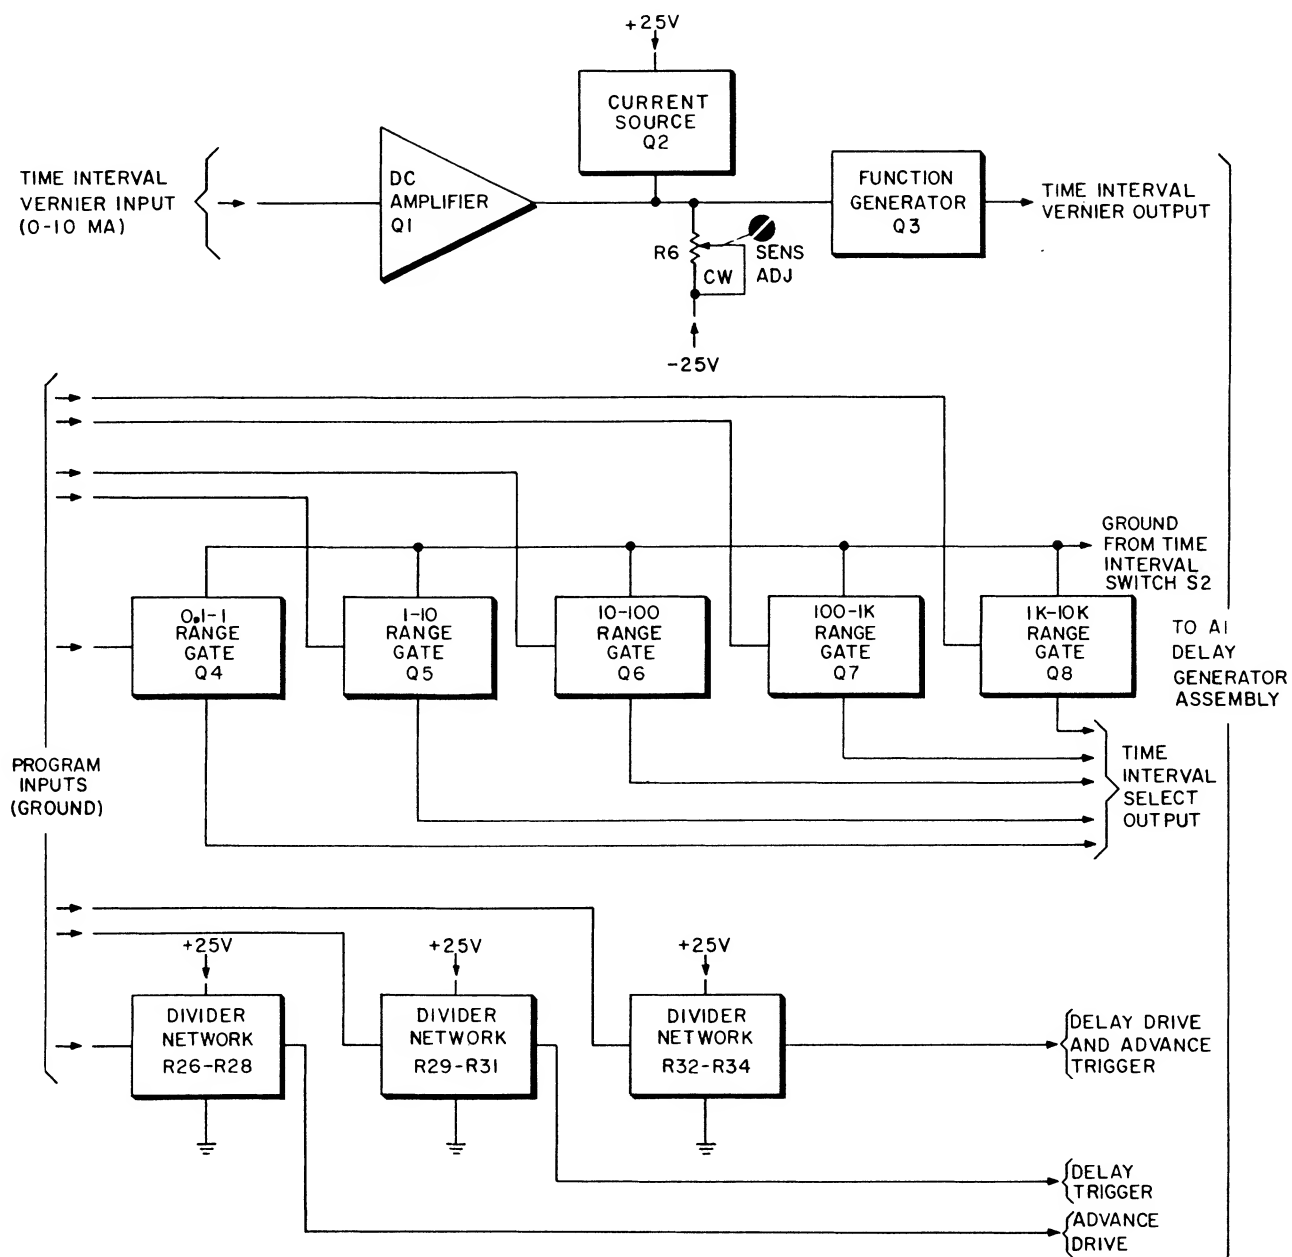 +25V
CURRENT
SOURCE
Q2
TIME INTERVAL
VERNIER INPUT
(0-10 MA)
DC
AMPLIFIER
Q1
FUNCTION
GENERATOR
Q3
TIME INTERVAL
VERNIER OUTPUT
R6
SENS
ADJ
CW
-25V
GROUND
FROM TIME
INTERVAL
SWITCH S2
0.1-1
RANGE
GATE
Q4
1-10
RANGE
GATE
Q5
10-100
RANGE
GATE
Q6
100-1K
RANGE
GATE
Q7
1K-10K
RANGE
GATE
Q8
TO A1
DELAY
GENERATOR
ASSEMBLY
PROGRAM
INPUTS
(GROUND)
TIME
INTERVAL
SELECT
OUTPUT
+25V
+25V
+25V
DIVIDER
NETWORK
R26-R28
DIVIDER
NETWORK
R29-R31
DIVIDER
NETWORK
R32-R34
DELAY DRIVE
AND ADVANCE
TRIGGER
DELAY
TRIGGER
ADVANCE
DRIVE